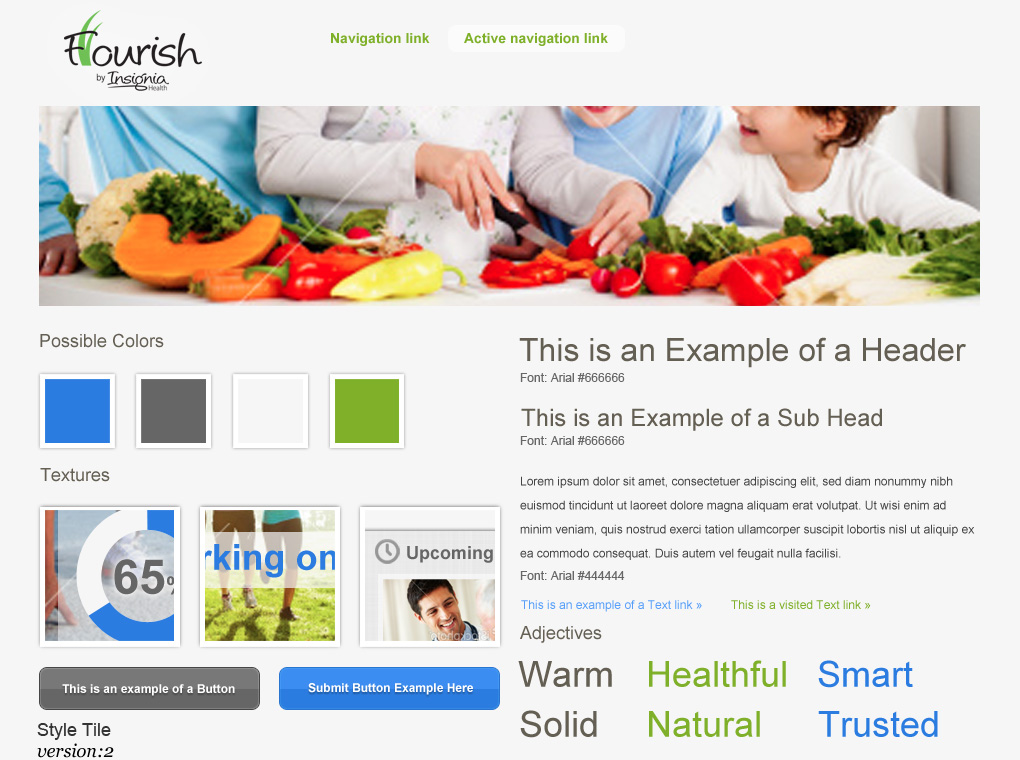 Flourish
by Insignia
Health
Navigation link
Active navigation link
Possible Colors
Textures
65%
rking on
Upcoming
This is an example of a Button
Submit Button Example Here
Style Tile
version:2
This is an Example of a Header
Font: Arial #666666
This is an Example of a Sub Head
Font: Arial #666666
Lorem ipsum dolor sit amet, consectetuer adipiscing elit, sed diam nonummy nibh
euismod tincidunt ut laoreet dolore magna aliquam erat volutpat. Ut wisi enim ad
minim veniam, quis nostrud exerci tation ullamcorper suscipit lobortis nisl ut aliquip ex
ea commodo consequat. Duis autem vel feugait nulla facilisi.
Font: Arial #444444
This is an example of a Text link »
This is a visited Text link »
Adjectives
Warm Healthful Smart
Solid Natural Trusted